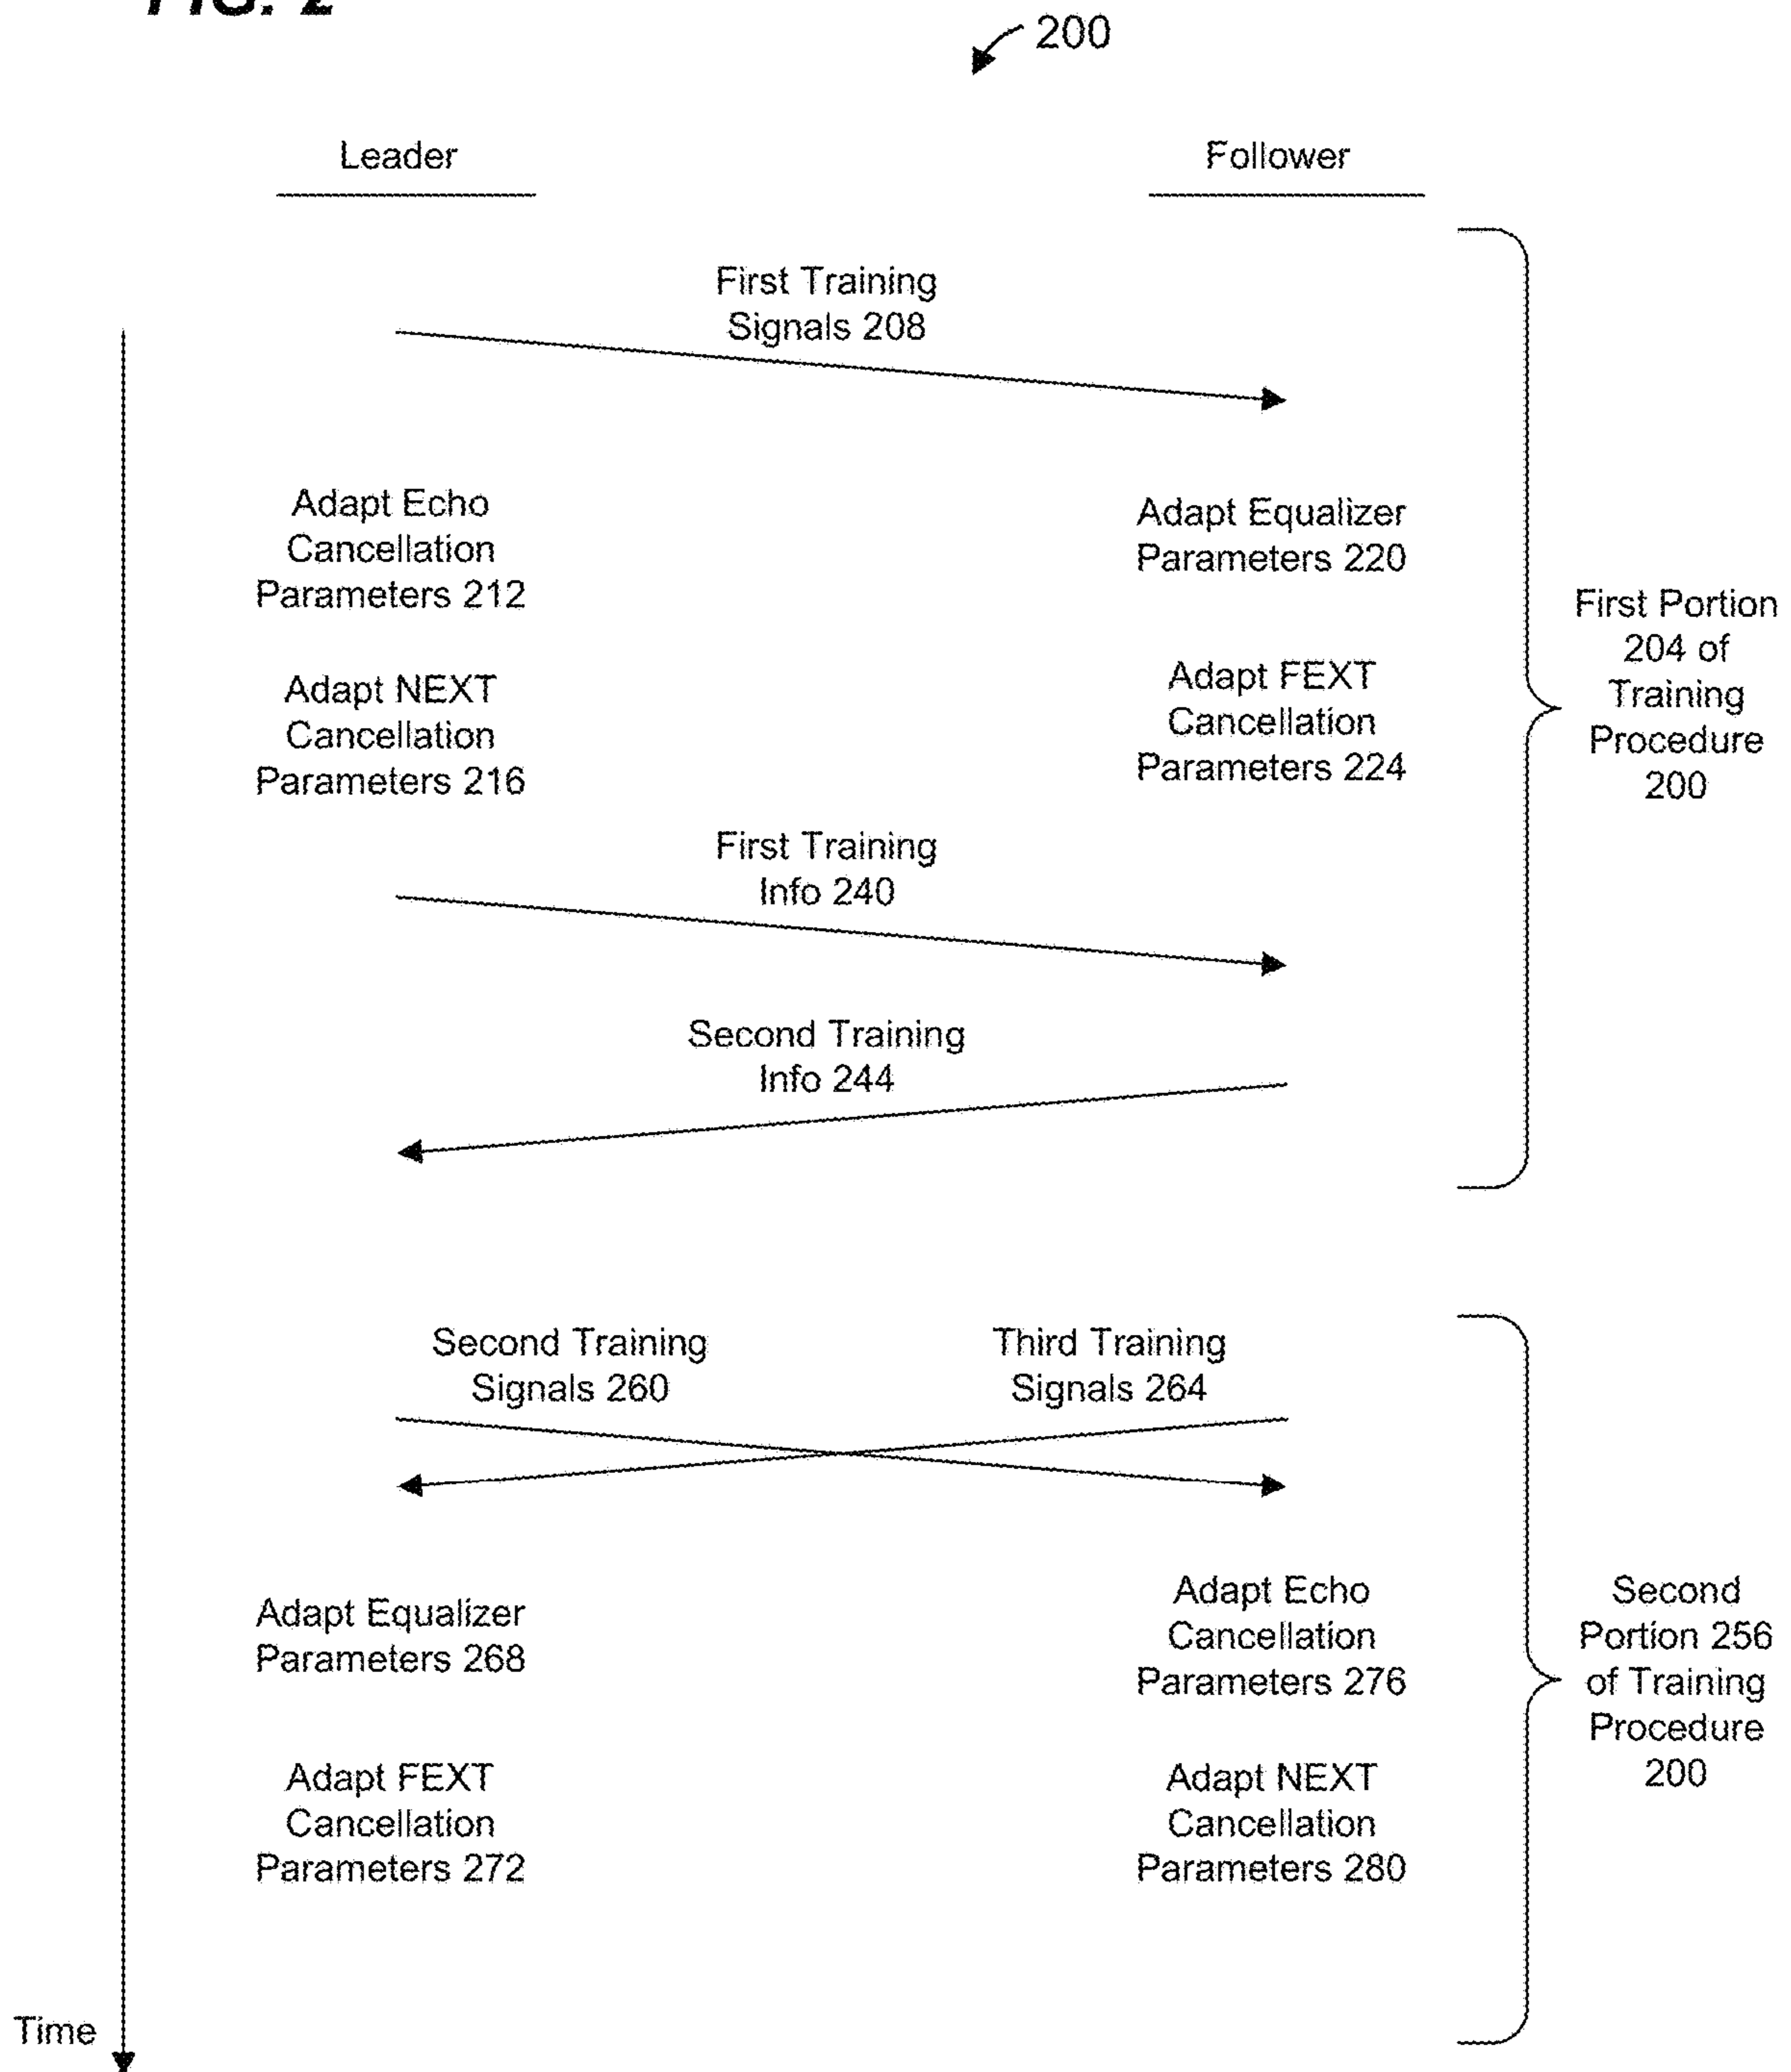 FIG. 2
200
Leader
Follower
First Training
Signals 208
Adapt Echo
Cancellation
Parameters 212
Adapt Equalizer
Parameters 220
Adapt NEXT
Cancellation
Parameters 216
Adapt FEXT
Cancellation
Parameters 224
First Portion
204 of
Training
Procedure
200
First Training
Info 240
Second Training
Info 244
Second Training
Signals 260
Third Training
Signals 264
Adapt Equalizer
Parameters 268
Adapt Echo
Cancellation
Parameters 276
Adapt FEXT
Cancellation
Parameters 272
Adapt NEXT
Cancellation
Parameters 280
Second
Portion 256
of Training
Procedure
200
Time